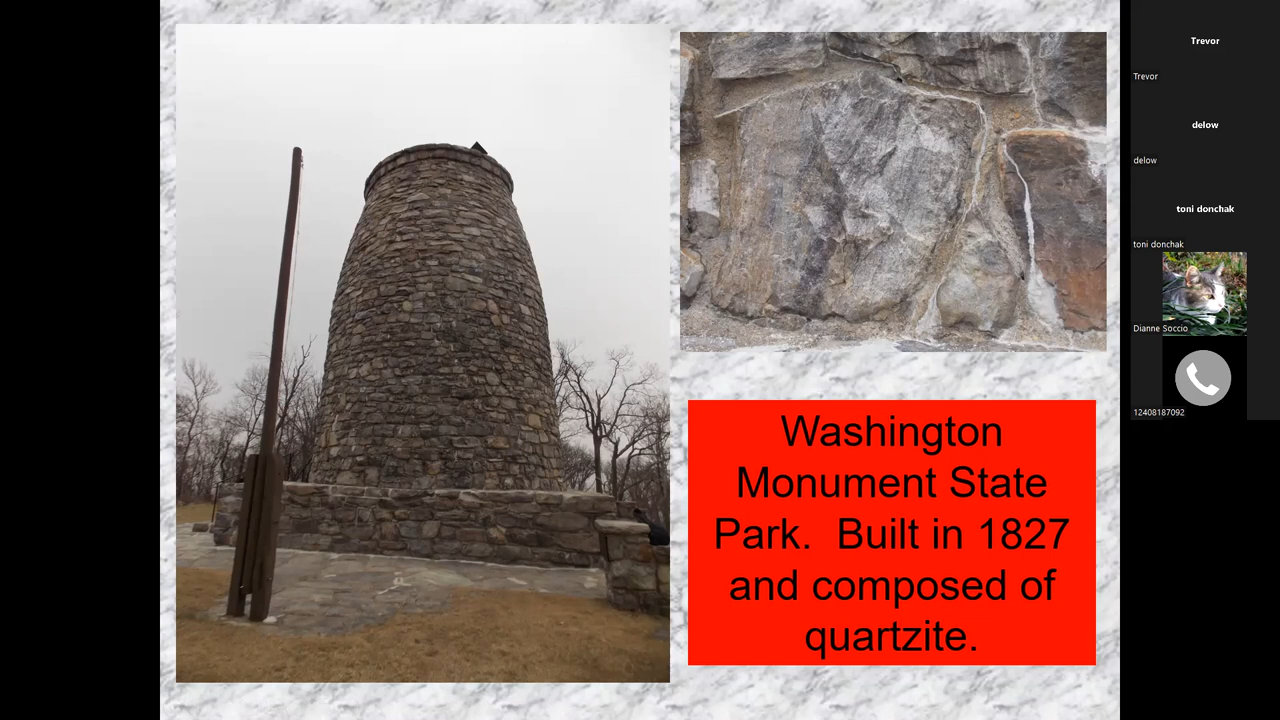 Washington
Monument State
Park.  Built in 1827
and composed of
quartzite.
Trevor
Trevor
delow
delow
toni donchak
toni donchak
Dianne Soccio
12408187092